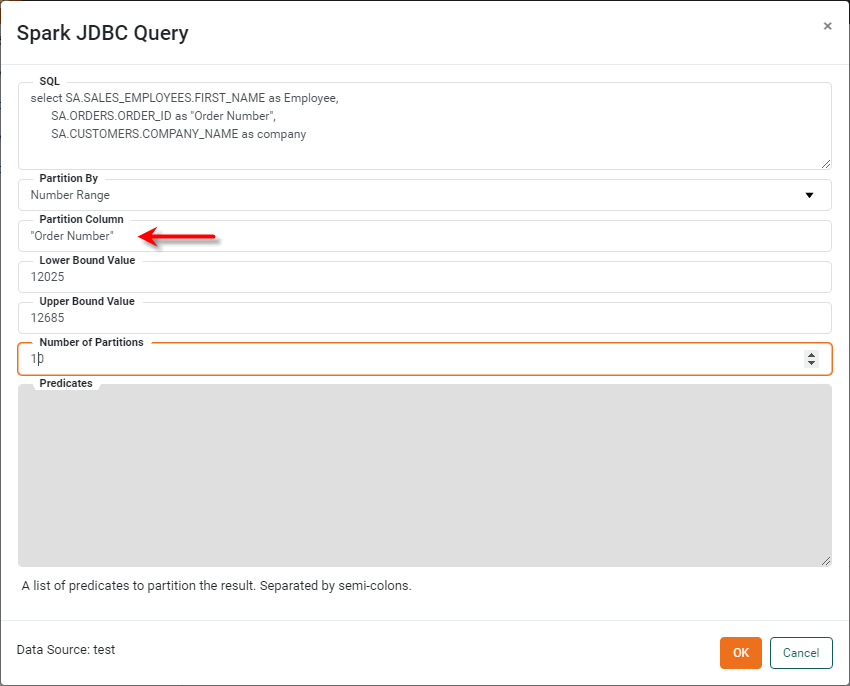 Spark JDBC Query
×
SQL
select SA.SALES_EMPLOYEES.FIRST_NAME as Employee,
SA.ORDERS.ORDER_ID as "Order Number",
SA.CUSTOMERS.COMPANY_NAME as company
Partition By
Number Range
Partition Column
"Order Number"
Lower Bound Value
12025
Upper Bound Value
12685
Number of Partitions
10
Predicates
A list of predicates to partition the result. Separated by semi-colons.
Data Source: test
OK
Cancel